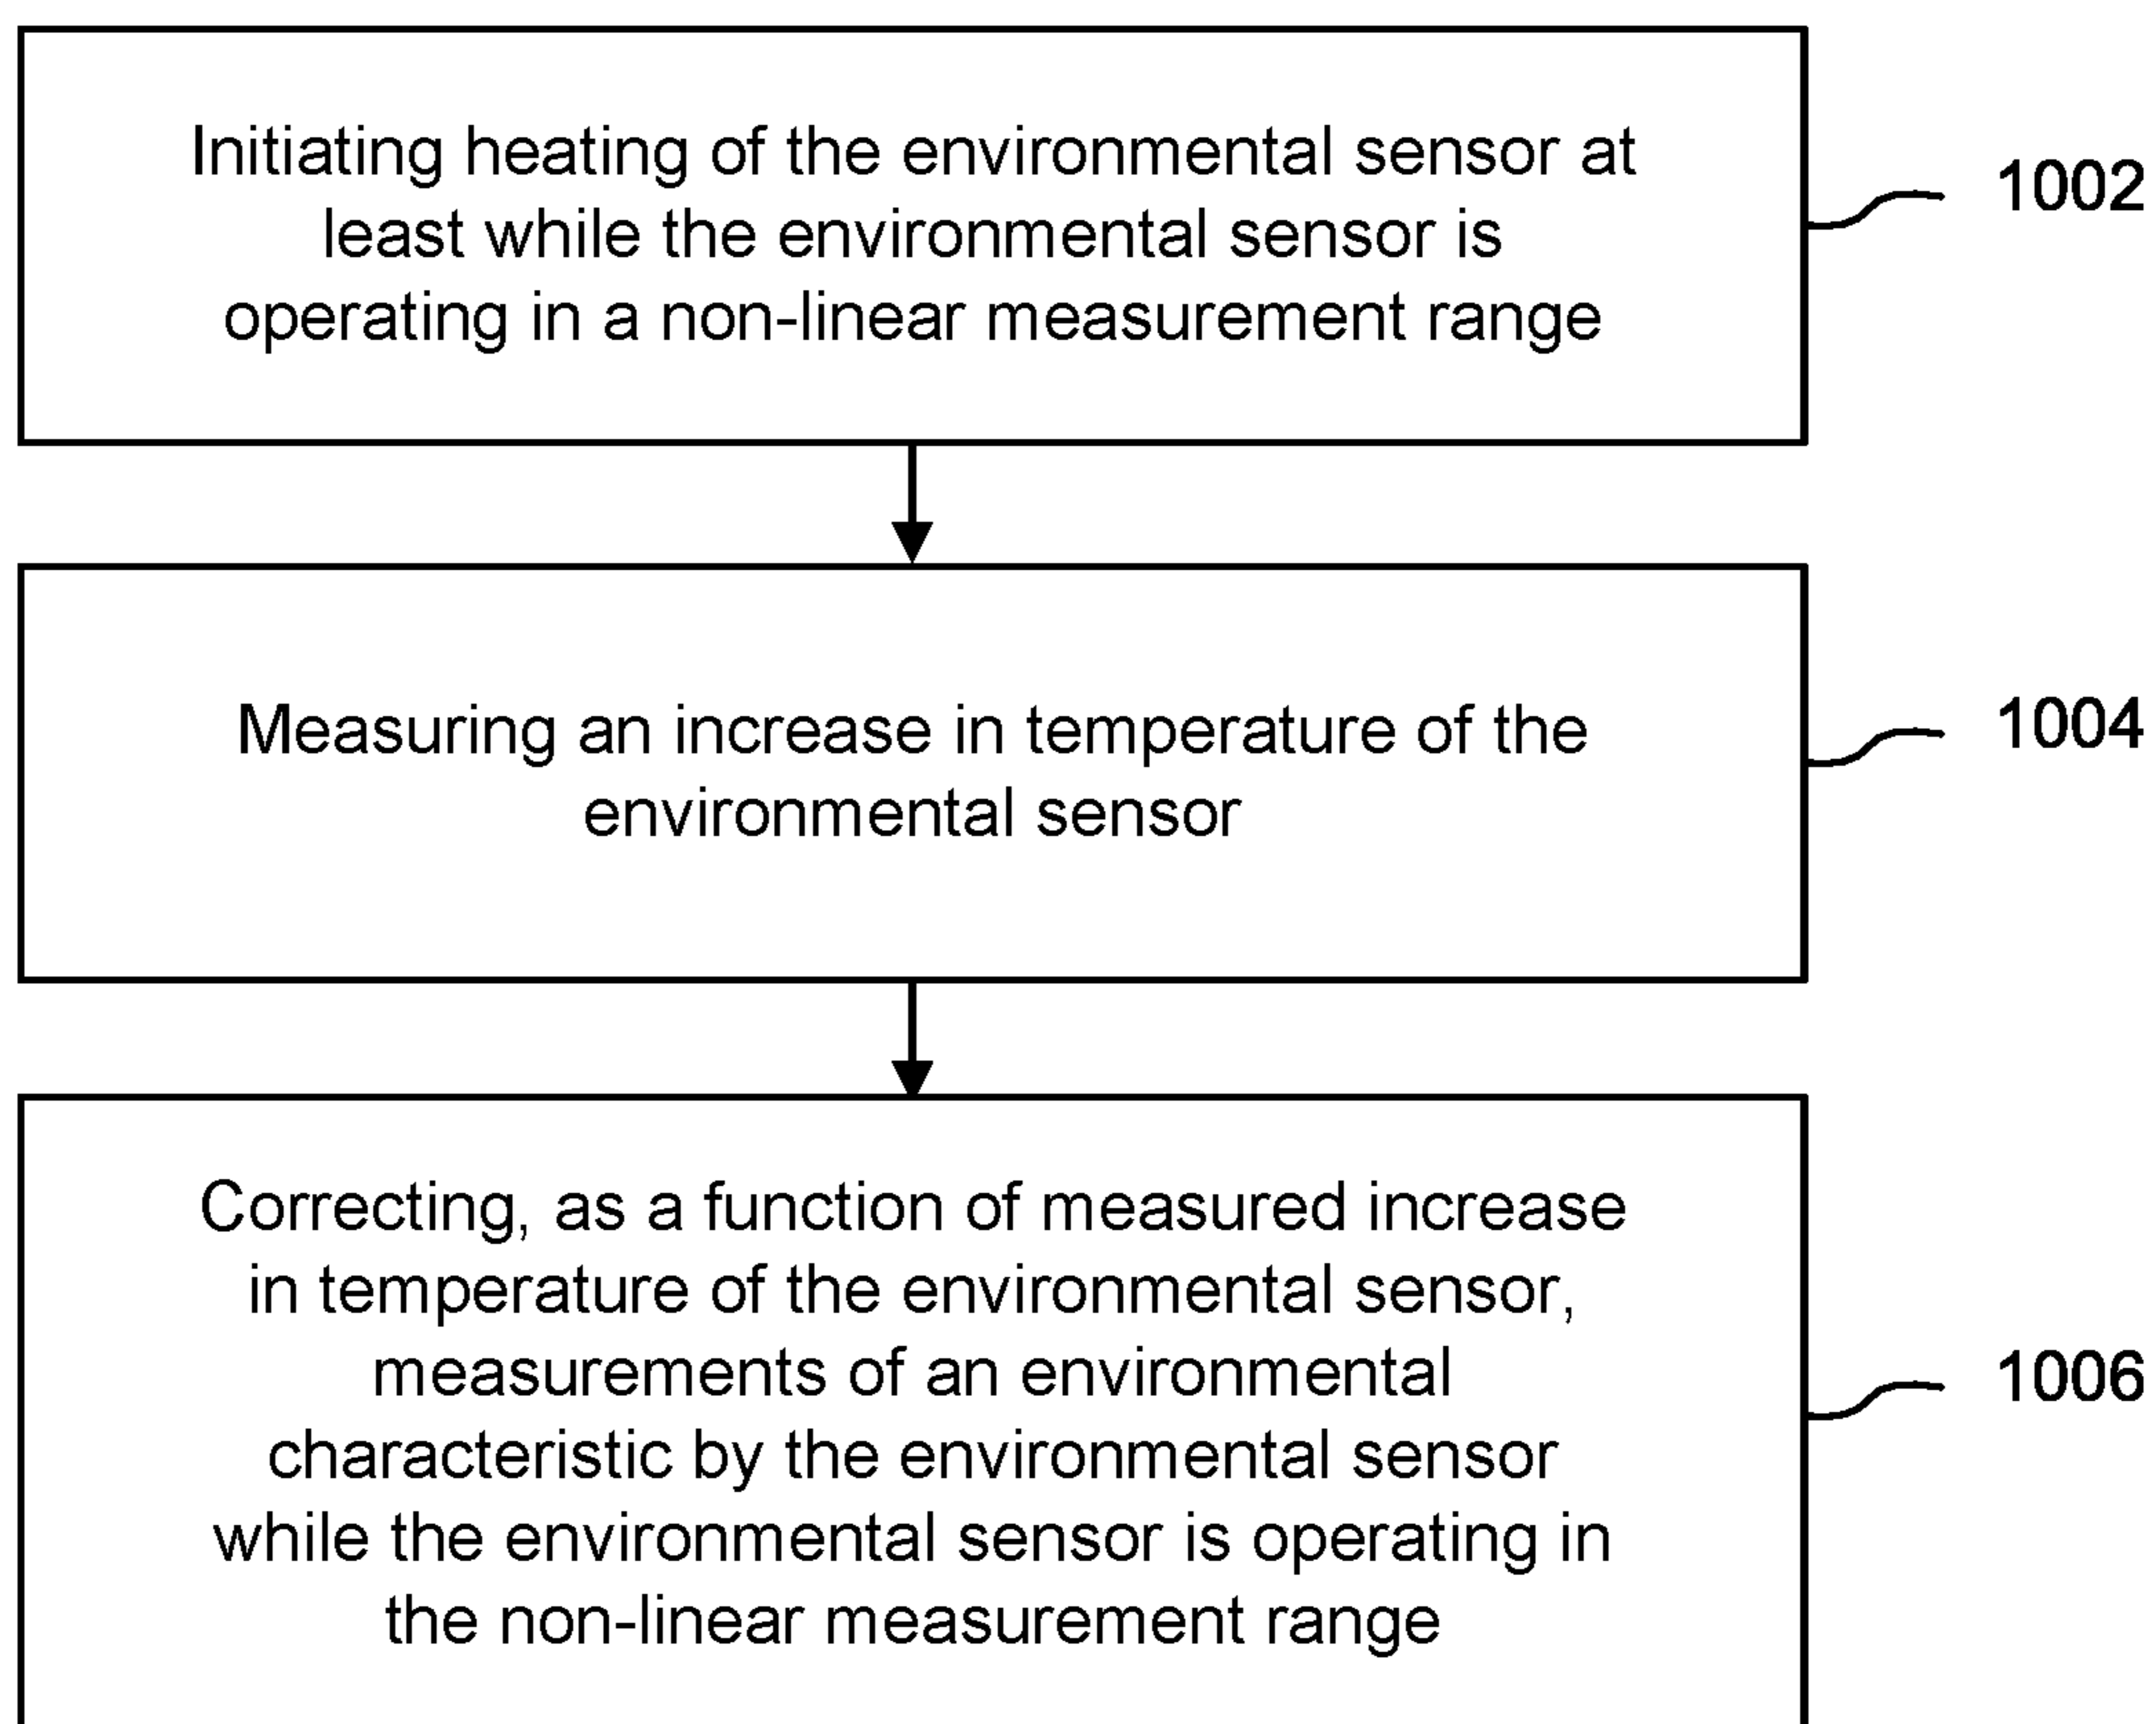 Initiating heating of the environmental sensor at
least while the environmental sensor is
operating in a non-linear measurement range
1002
Measuring an increase in temperature of the
environmental sensor
1004
Correcting, as a function of measured increase
in temperature of the environmental sensor,
measurements of an environmental
characteristic by the environmental sensor
while the environmental sensor is operating in
the non-linear measurement range
1006